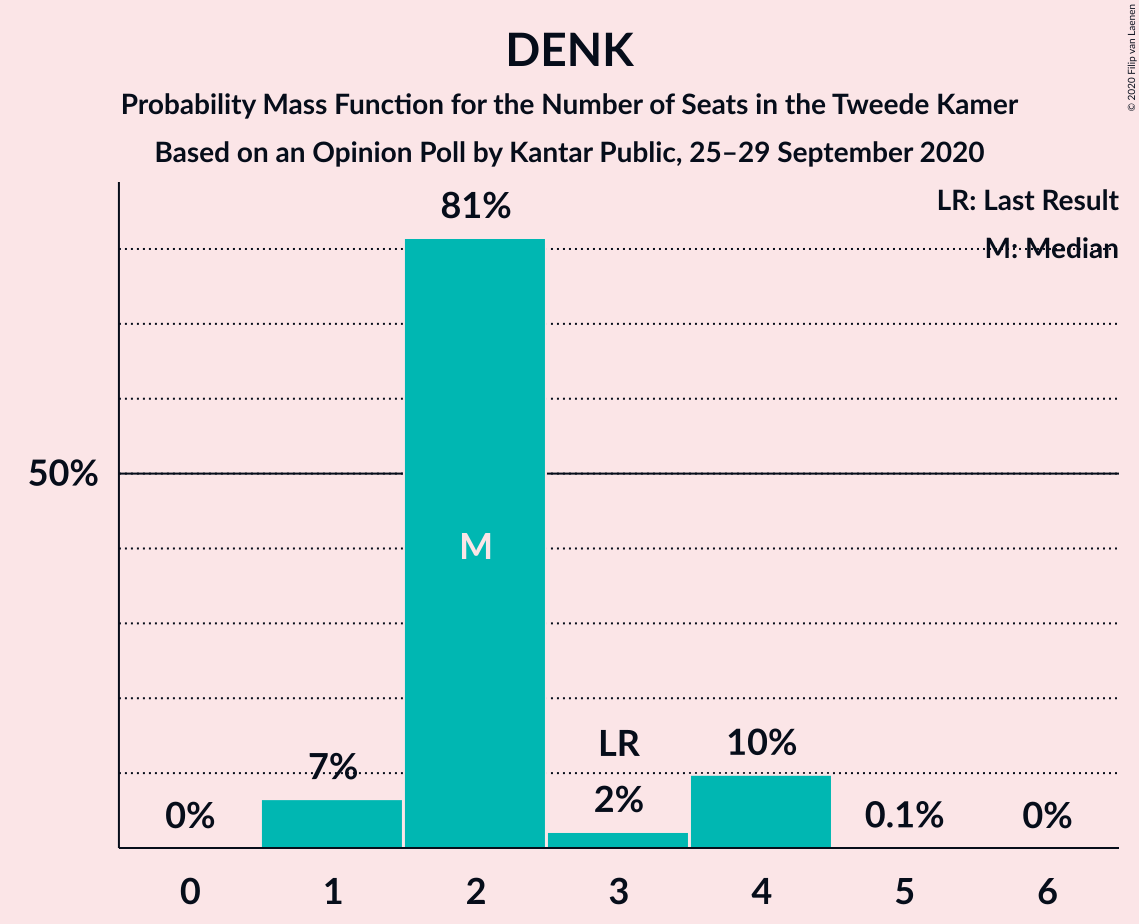 DENK
Probability Mass Function for the Number of Seats in the Tweede Kamer
Based on an Opinion Poll by Kantar Public, 25–29 September 2020
© 2020 Filip van Laenen
LR: Last Result
M: Median
50%
0%
7%
81%
M
LR
2%
10%
0.1%
0%
0 1 2 3 4 5 6